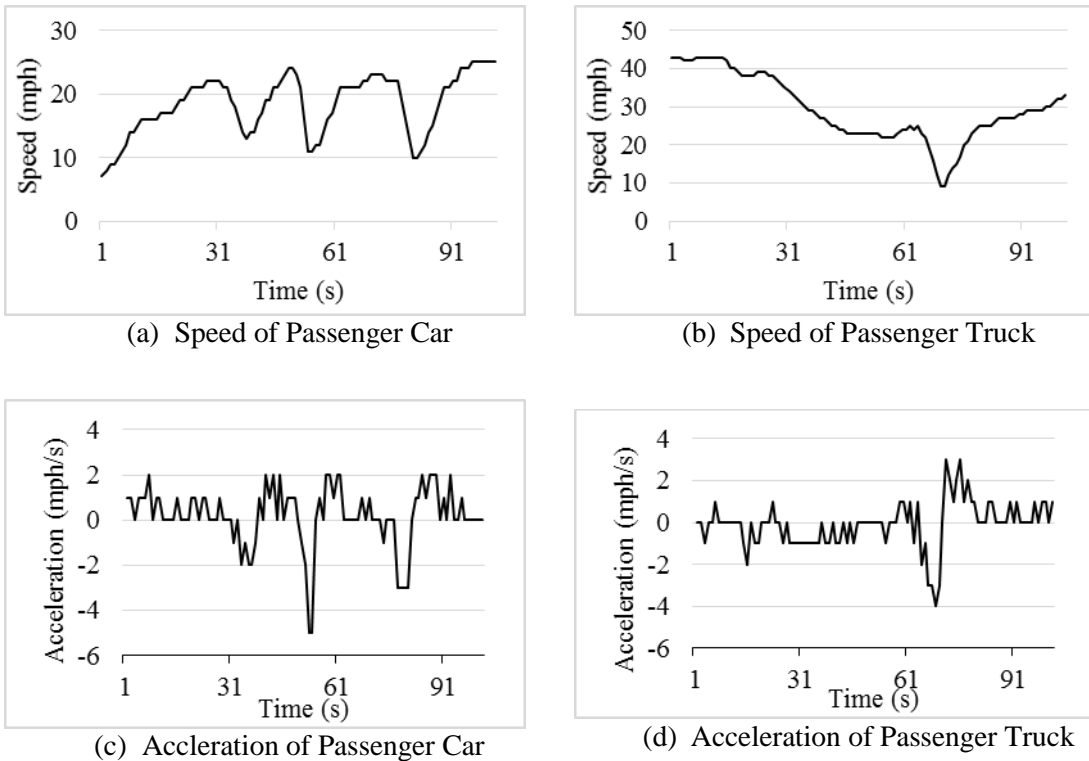 30
20
10
0
Speed (mph)
1 31 61 91
Time (s)
(a) Speed of Passenger Car
50
40
30
20
10
0
Speed (mph)
1 31 61 91
Time (s)
(b) Speed of Passenger Truck
4
2
0
-2
-4
-6
Acceleration (mph/s)
1 31 61 91
Time (s)
(c) Accleration of Passenger Car
4
2
0
-2
-4
-6
Acceleration (mph/s)
1 31 61 91
Time (s)
(d) Acceleration of Passenger Truck